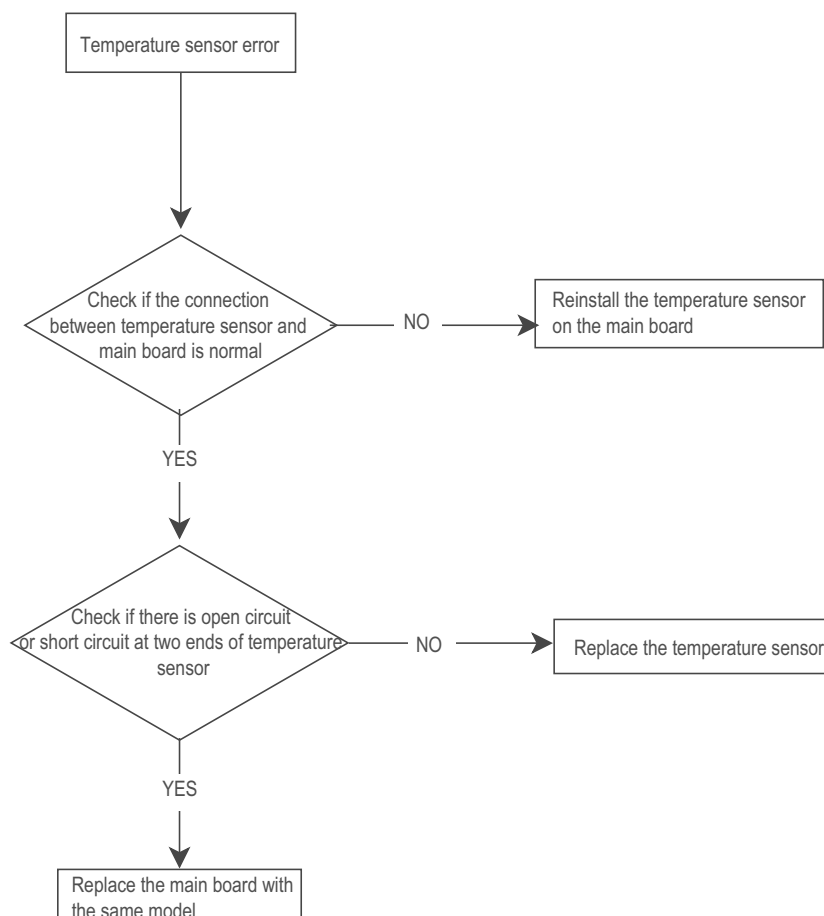 Temperature sensor error
Check if the connection
between temperature sensor and
main board is normal
NO
Reinstall the temperature sensor
on the main board
YES
Check if there is open circuit
or short circuit at two ends of temperature
sensor
NO
Replace the temperature sensor
YES
Replace the main board with
the same model